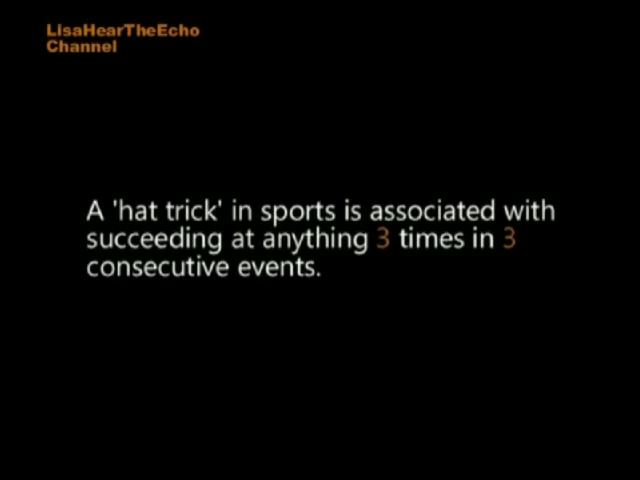 LisaHearTheEcho
Channel
A 'hat trick' in sports is associated with
succeeding at anything 3 times in 3
consecutive events.